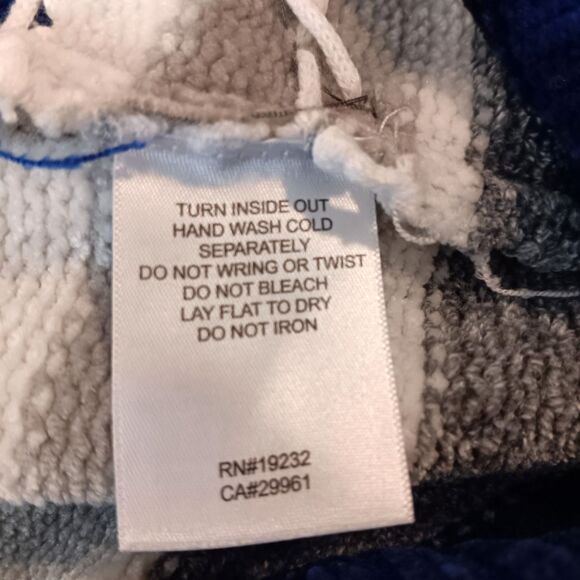 TURN INSIDE OUT
HAND WASH COLD
SEPARATELY
DO NOT WRING OR TWIST
DO NOT BLEACH
LAY FLAT TO DRY
DO NOT IRON
RN#19232
CA#29961